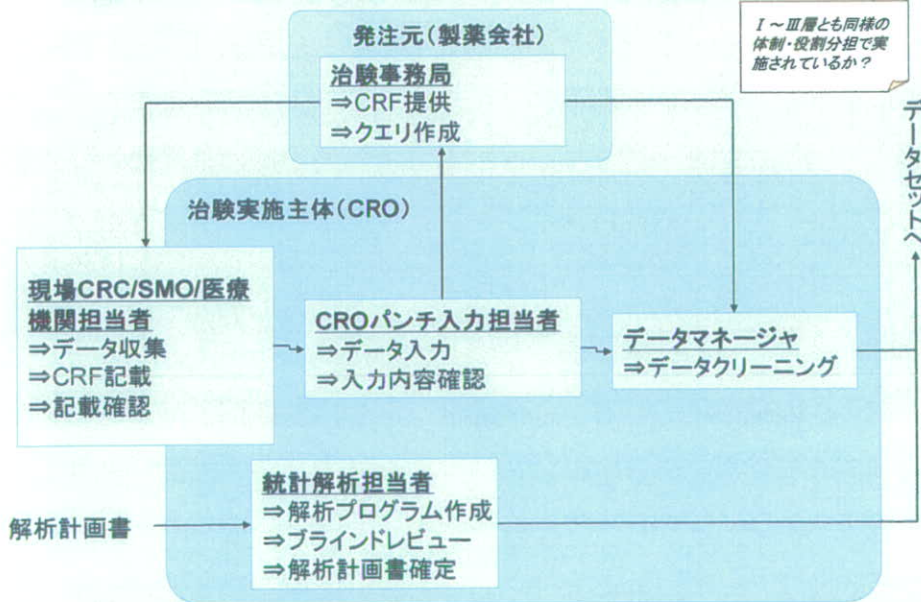 発注元(製薬会社)
治験事務局
⇒CRF提供
⇒クエリ作成
Ⅰ～Ⅲ層とも同様の
体制・役割分担で実
施されているか？
データセットへ
治験実施主体(CRO)
現場CRC/SMO/医療
機関担当者
⇒データ収集
⇒CRF記載
⇒記載確認
CROパンチ入力担当者
⇒データ入力
⇒入力内容確認
データマネージャ
⇒データクリーニング
解析計画書
統計解析担当者
⇒解析プログラム作成
⇒ブラインドレビュー
⇒解析計画書確定